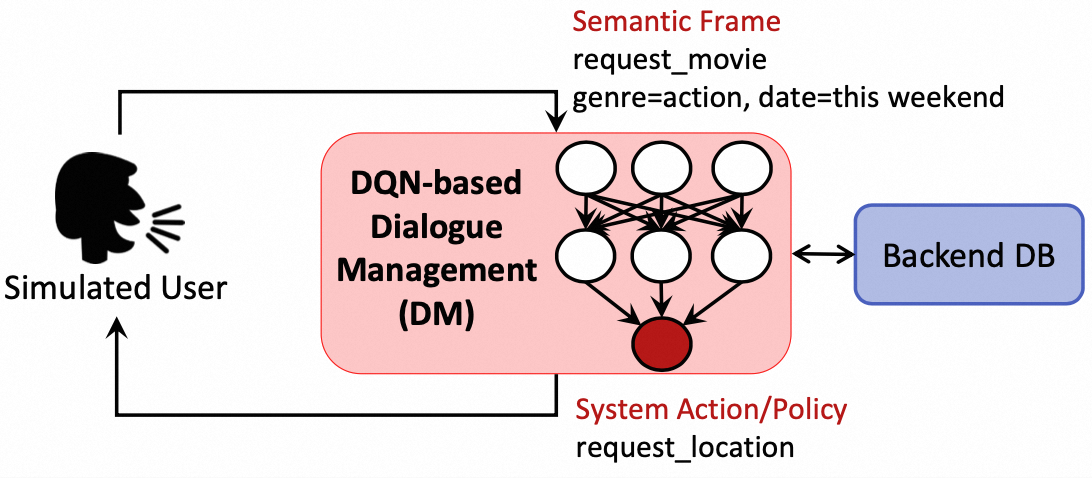 Semantic Frame
request_movie
genre=action, date=this weekend
DQN-based
Dialogue
Management
(DM)
Backend DB
Simulated User
System Action/Policy
request_location